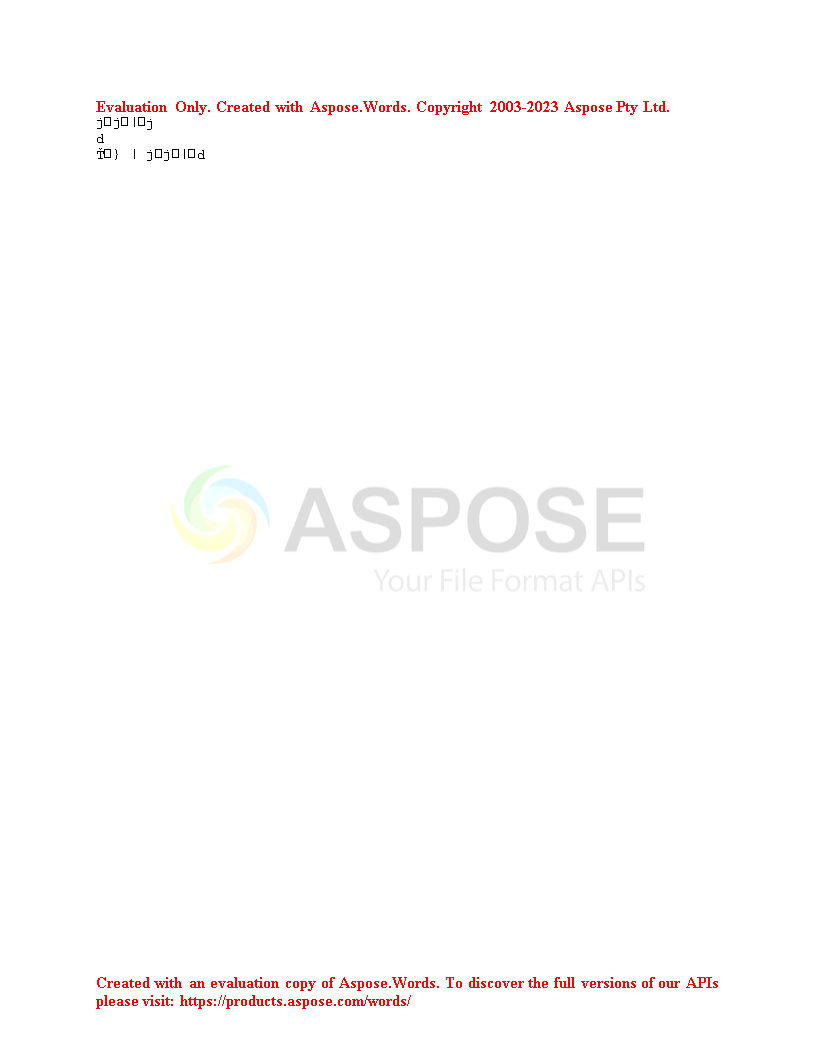 Evaluation Only. Created with Aspose.Words. Copyright 2003-2023 Aspose Pty Ltd.
j□j□|□j
d
| j□j□|□d
ASPOSE
Your File Format APIs
Created with an evaluation copy of Aspose.Words. To discover the full versions of our APIs
please visit: https://products.aspose.com/words/